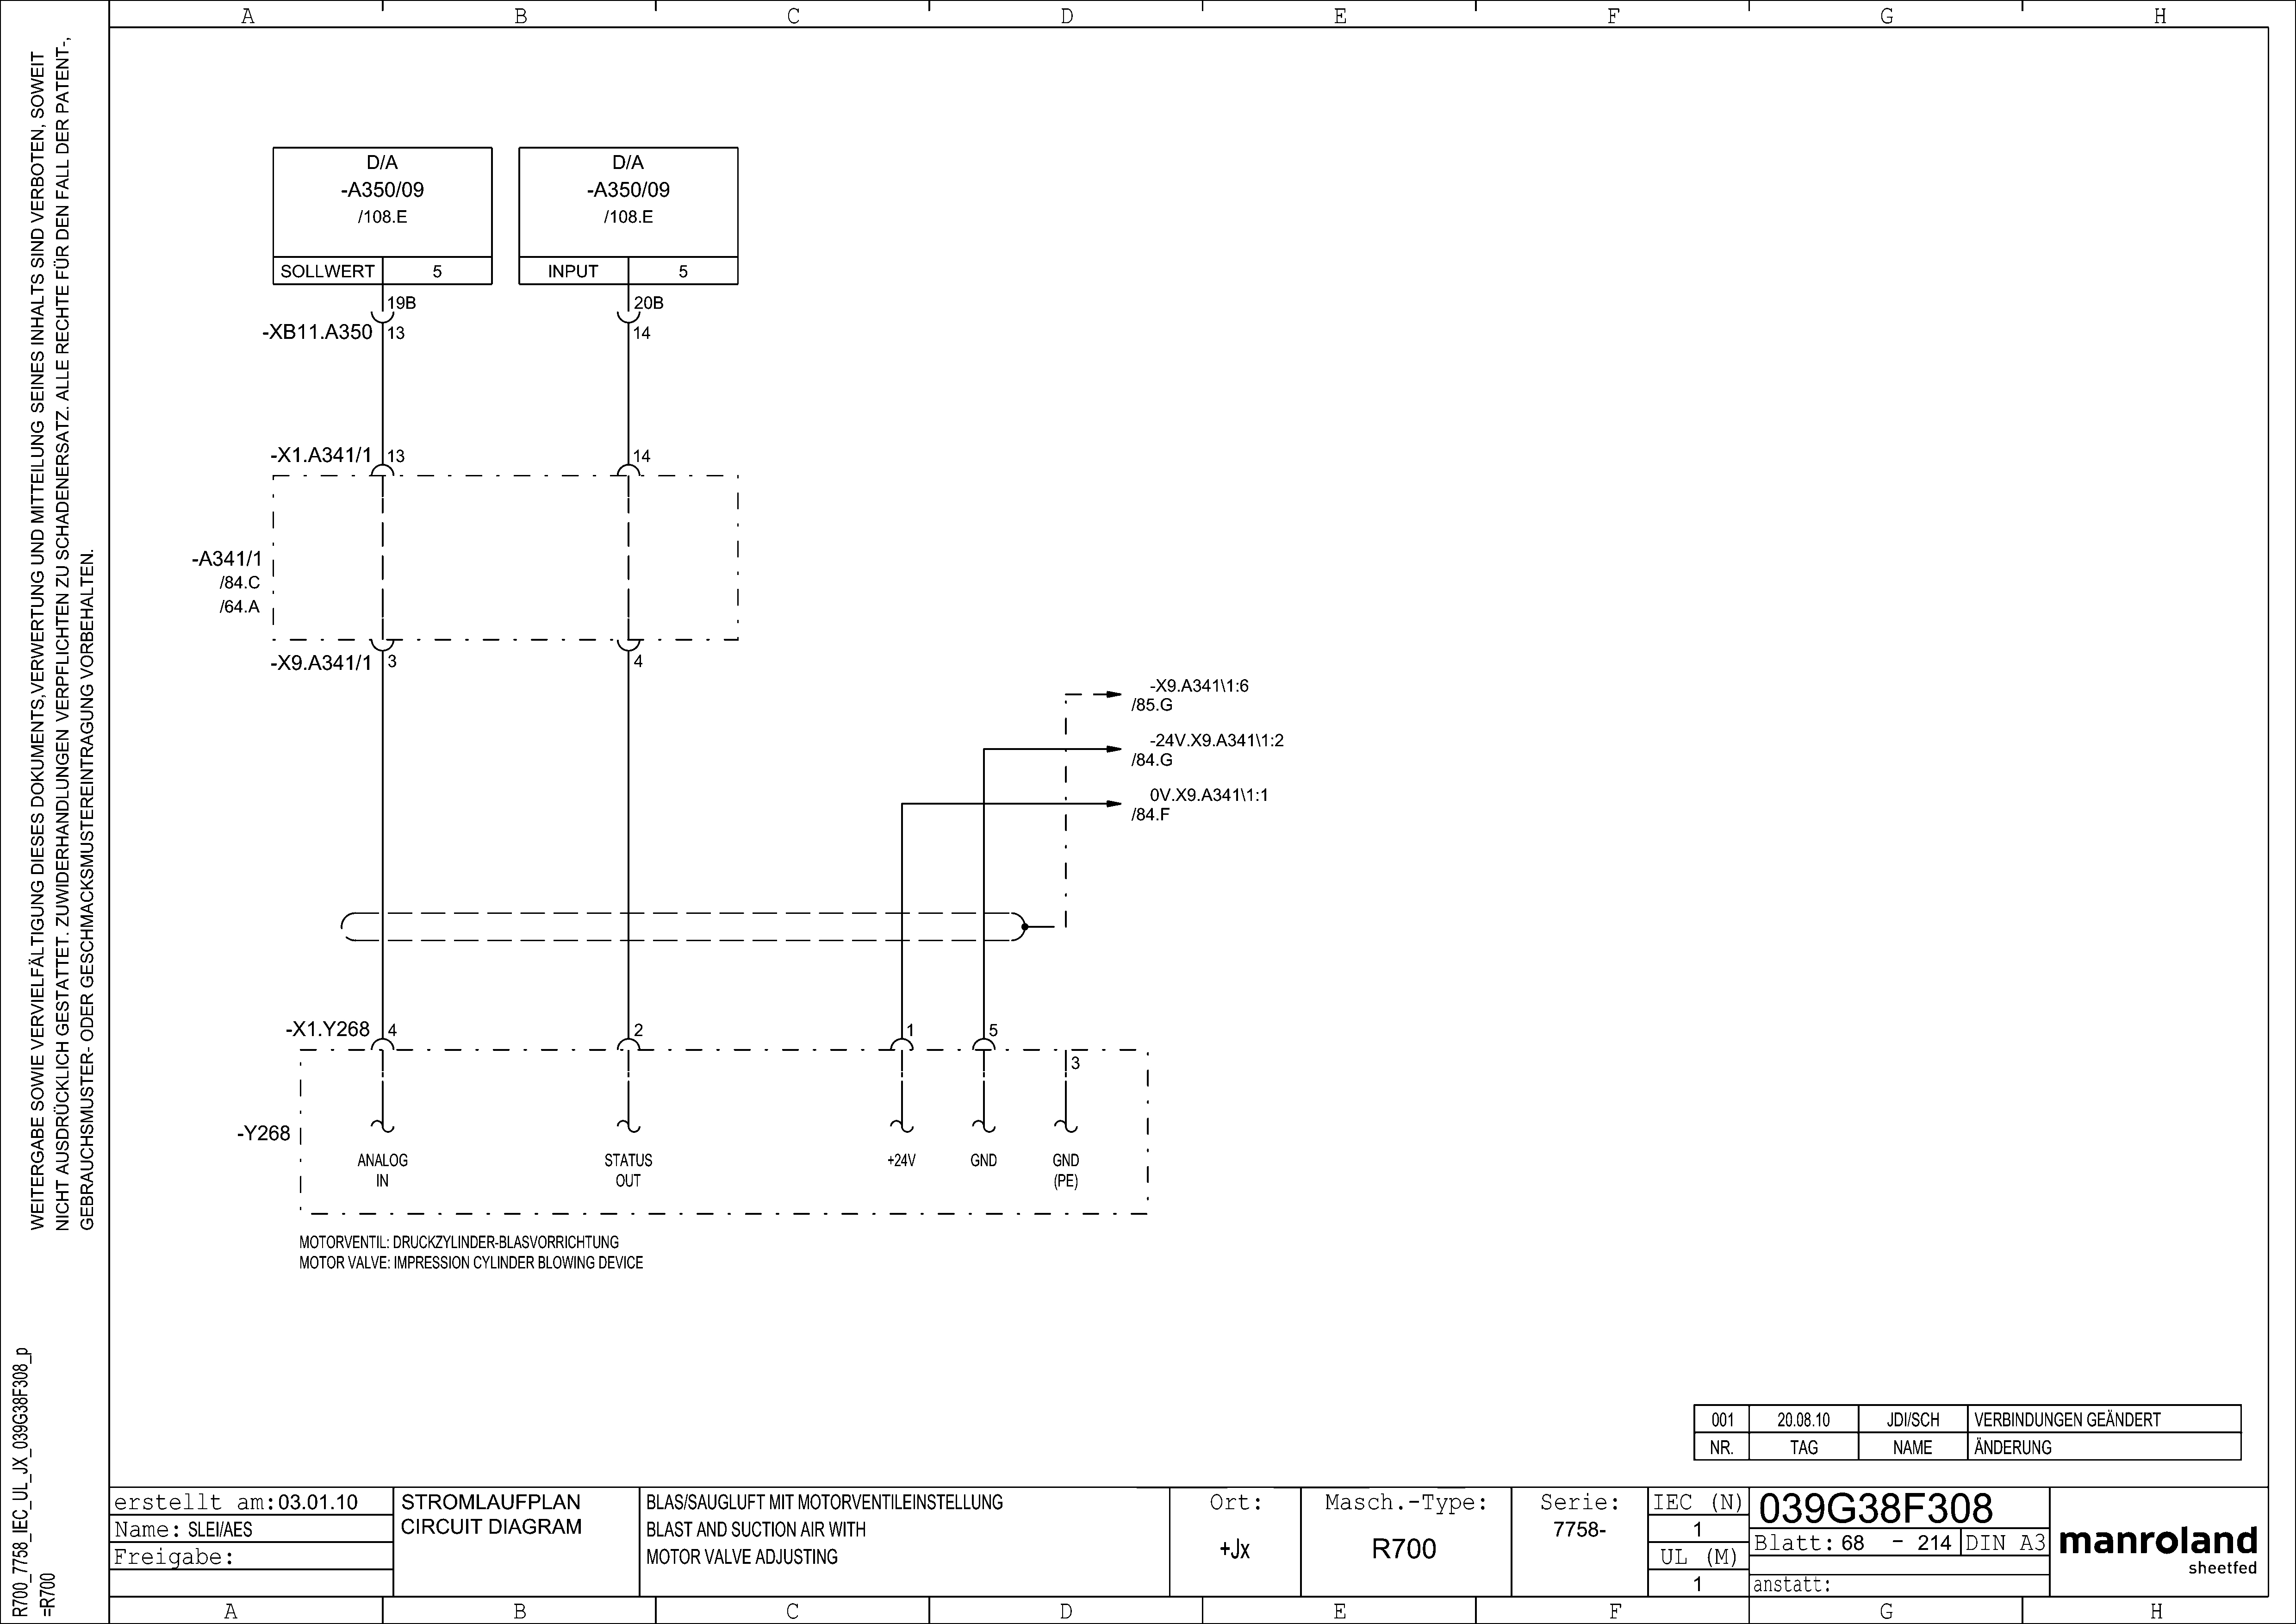 A B C D E F G H
WEITERGABE SOWIE VERVIELFÄLTIGUNG DIESES DOKUMENTS,VERWERTUNG UND MITTEILUNG SEINES INHALTS SIND VERBOTEN, SOWEIT
NICHT AUSDRÜCKLICH GESTATTET. ZUWIDERHANDLUNGEN VERPFLICHTEN ZU SCHADENERSATZ. ALLE RECHTE FÜR DEN FALL DER PATENT-,
GEBRAUCHSMUSTER- ODER GESCHMACKSMUSTEREINTRAGUNG VORBEHALTEN.
R700_7758_IEC_UL_JX_039G38F308_p
=R700
D/A D/A
-A350/09 -A350/09
/108.E /108.E
SOLLWERT 5 INPUT 5
19B 20B
-XB11.A350 13 14
-X1.A341/1 13 14
-A341/1
/84.C
/64.A
-X9.A341/1 3 4
-X9.A341\1:6
/85.G
-24V.X9.A341\1:2
/84.G
0V.X9.A341\1:1
/84.F
-X1.Y268 4 2 1 5
3
-Y268
ANALOG STATUS +24V GND GND
IN OUT (PE)
MOTORVENTIL: DRUCKZYLINDER-BLASVORRICHTUNG
MOTOR VALVE: IMPRESSION CYLINDER BLOWING DEVICE
001 20.08.10 JDI/SCH VERBINDUNGEN GEÄNDERT
NR. TAG NAME ÄNDERUNG
erstellt am: 03.01.10
Name: SLEI/AES
Freigabe:
STROMLAUFPLAN
CIRCUIT DIAGRAM
BLAS/SAUGLUFT MIT MOTORVENTILEINSTELLUNG
BLAST AND SUCTION AIR WITH
MOTOR VALVE ADJUSTING
Ort:
+Jx
Masch.-Type:
R700
Serie:
7758-
IEC (N)
1
UL (M)
1
039G38F308
Blatt: 68 - 214 DIN A3
anstatt:
manroland
sheetfed
A B C D E F G H